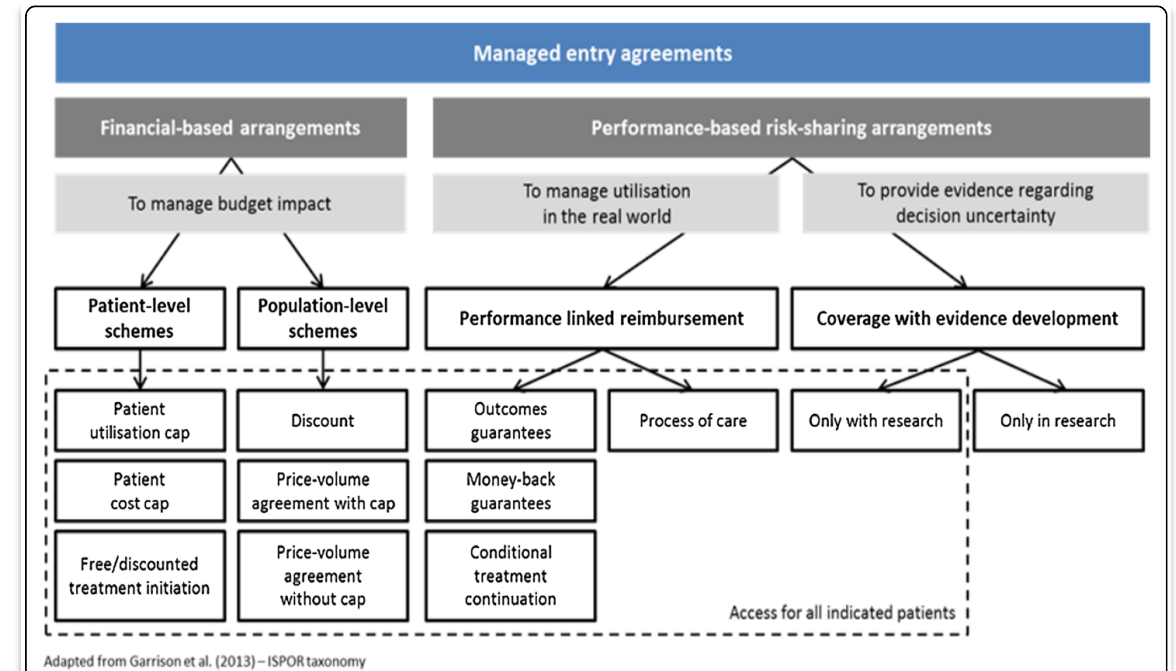 Managed entry agreements
Financial-based arrangements
Performance-based risk-sharing arrangements
To manage budget impact
To manage utilisation
in the real world
To provide evidence regarding
decision uncertainty
Patient-level
schemes
Population-level
schemes
Performance linked reimbursement
Coverage with evidence development
Patient
utilisation cap
Discount
Outcomes
guarantees
Process of care
Only with research
Only in research
Patient
cost cap
Price-volume
agreement with cap
Money-back
guarantees
Free/discounted
treatment initiation
Price-volume
agreement
without cap
Conditional
treatment
continuation
Access for all indicated patients
Adapted from Garrison et al. (2013) – ISPOR taxonomy